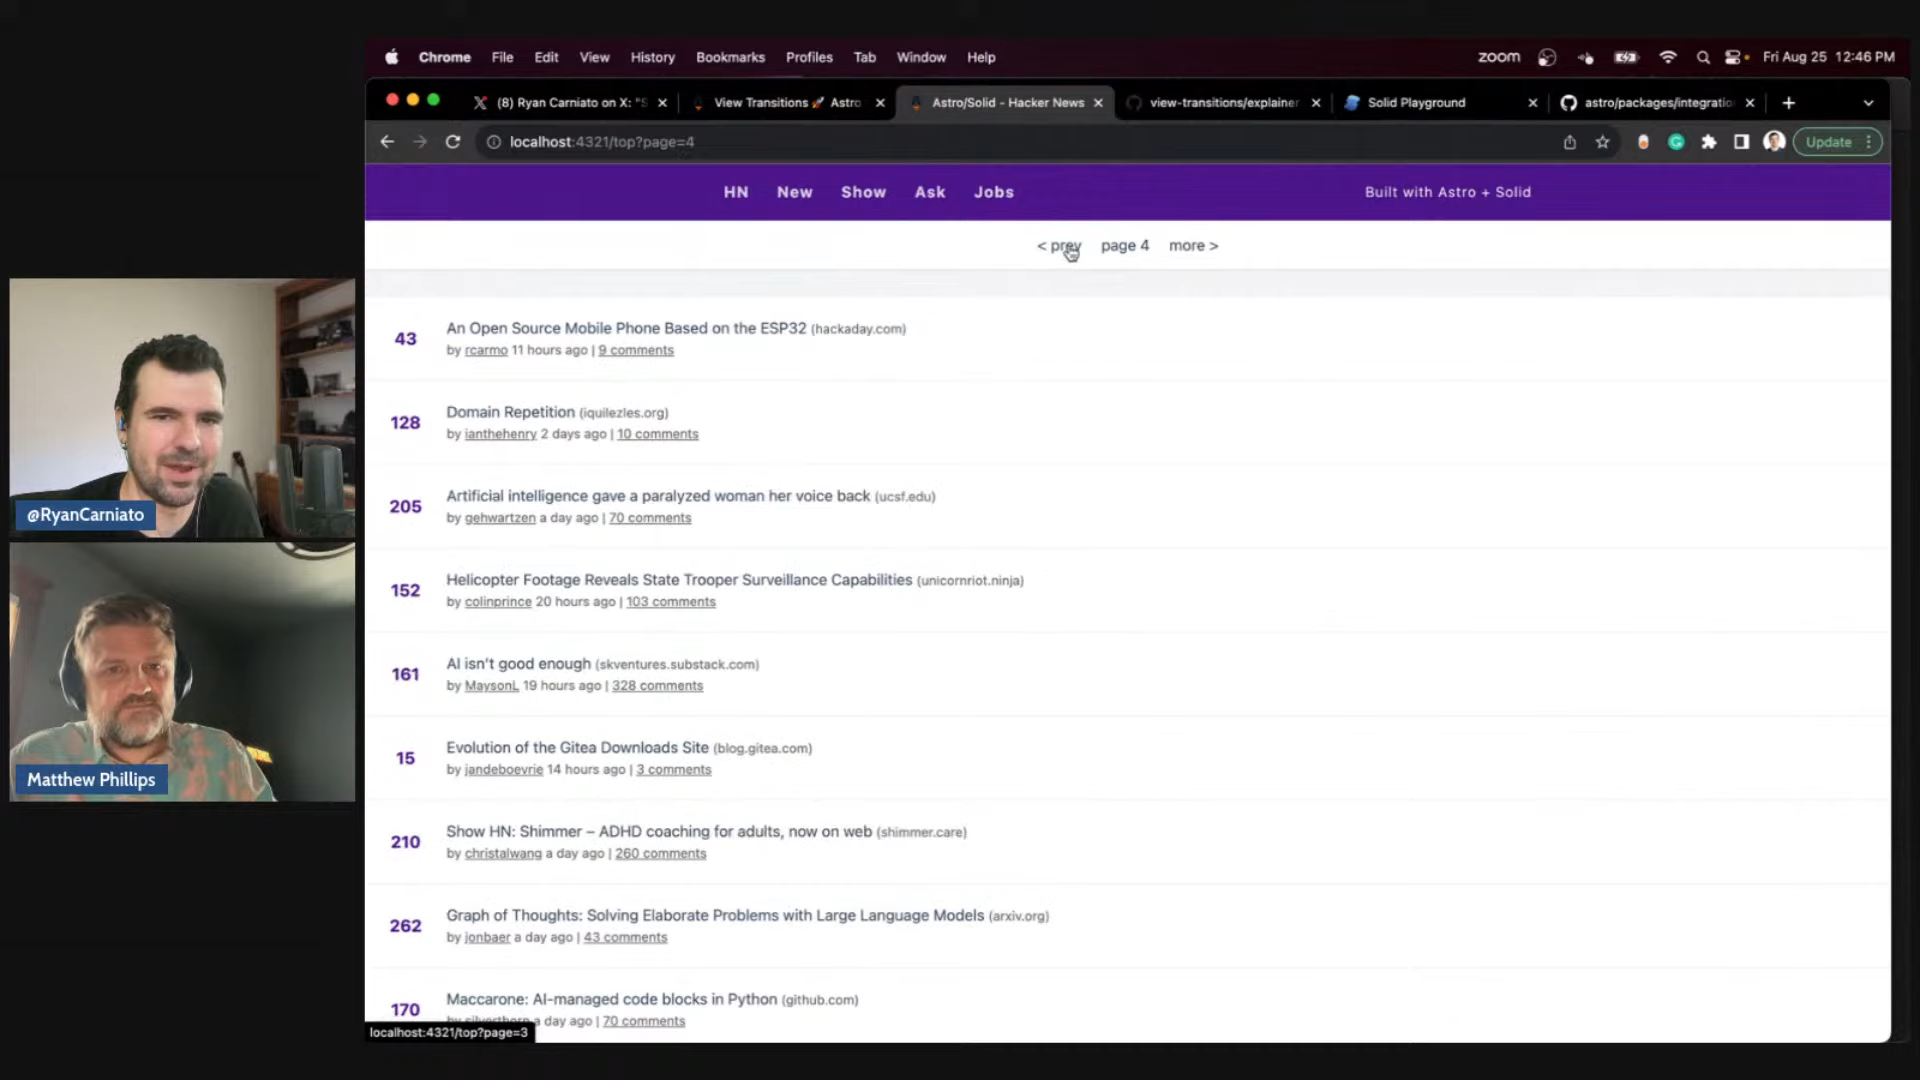 Chrome File Edit View History Bookmarks Profiles Tab Window Help zoom Fri Aug 25 12:46 PM
(8) Ryan Carniato on X: "S View Transitions 🚀 Astro Astro/Solid - Hacker News view-transitions/explainer Solid Playground astro/packages/integratio
localhost:4321/top?page=4 Update
HN New Show Ask Jobs Built with Astro + Solid
< prev page 4 more >
43 An Open Source Mobile Phone Based on the ESP32 (hackaday.com)
by rcarmo 11 hours ago | 9 comments
128 Domain Repetition (iquilezles.org)
by ianthehenry 2 days ago | 10 comments
205 Artificial intelligence gave a paralyzed woman her voice back (ucsf.edu)
by gehwartzen a day ago | 70 comments
152 Helicopter Footage Reveals State Trooper Surveillance Capabilities (unicornriot.ninja)
by colinprince 20 hours ago | 103 comments
161 AI isn't good enough (skventures.substack.com)
by MaysonL 19 hours ago | 328 comments
15 Evolution of the Gitea Downloads Site (blog.gitea.com)
by jandeboevrie 14 hours ago | 3 comments
210 Show HN: Shimmer – ADHD coaching for adults, now on web (shimmer.care)
by christalwang a day ago | 260 comments
262 Graph of Thoughts: Solving Elaborate Problems with Large Language Models (arxiv.org)
by jonbaer a day ago | 43 comments
170 Maccarone: AI-managed code blocks in Python (github.com)
by silverthorn a day ago | 70 comments
localhost:4321/top?page=3
@RyanCarniato
Matthew Phillips